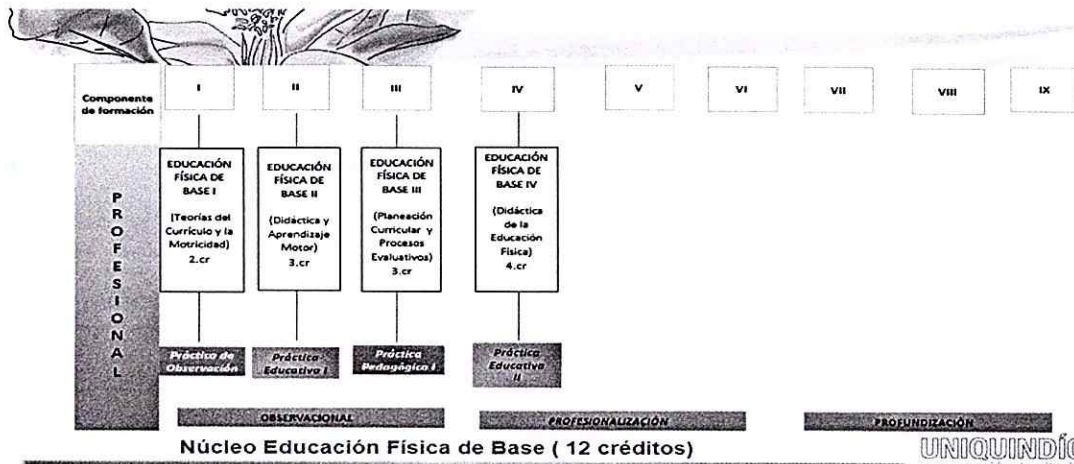 Componente
de formación
I
II
III
IV
V
VI
VII
VIII
IX
PROFESIONAL
EDUCACIÓN
FÍSICA DE
BASE I
(Teorías del
Currículo y la
Motricidad)
2.cr
EDUCACIÓN
FÍSICA DE
BASE II
(Didáctica y
Aprendizaje
Motor)
3.cr
EDUCACIÓN
FÍSICA DE
BASE III
(Planeación
Curricular y
Procesos
Evaluativos)
3.cr
EDUCACIÓN
FÍSICA DE
BASE IV
(Didáctica
de la
Educación
Física)
4.cr
Práctica de
Observación
Práctica
Educativa I
Práctica
Pedagógica I
Práctica
Educativa
II
OBSERVACIONAL
PROFESIONALIZACIÓN
PROFUNDIZACIÓN
Núcleo Educación Física de Base ( 12 créditos)
UNIQUINDÍO